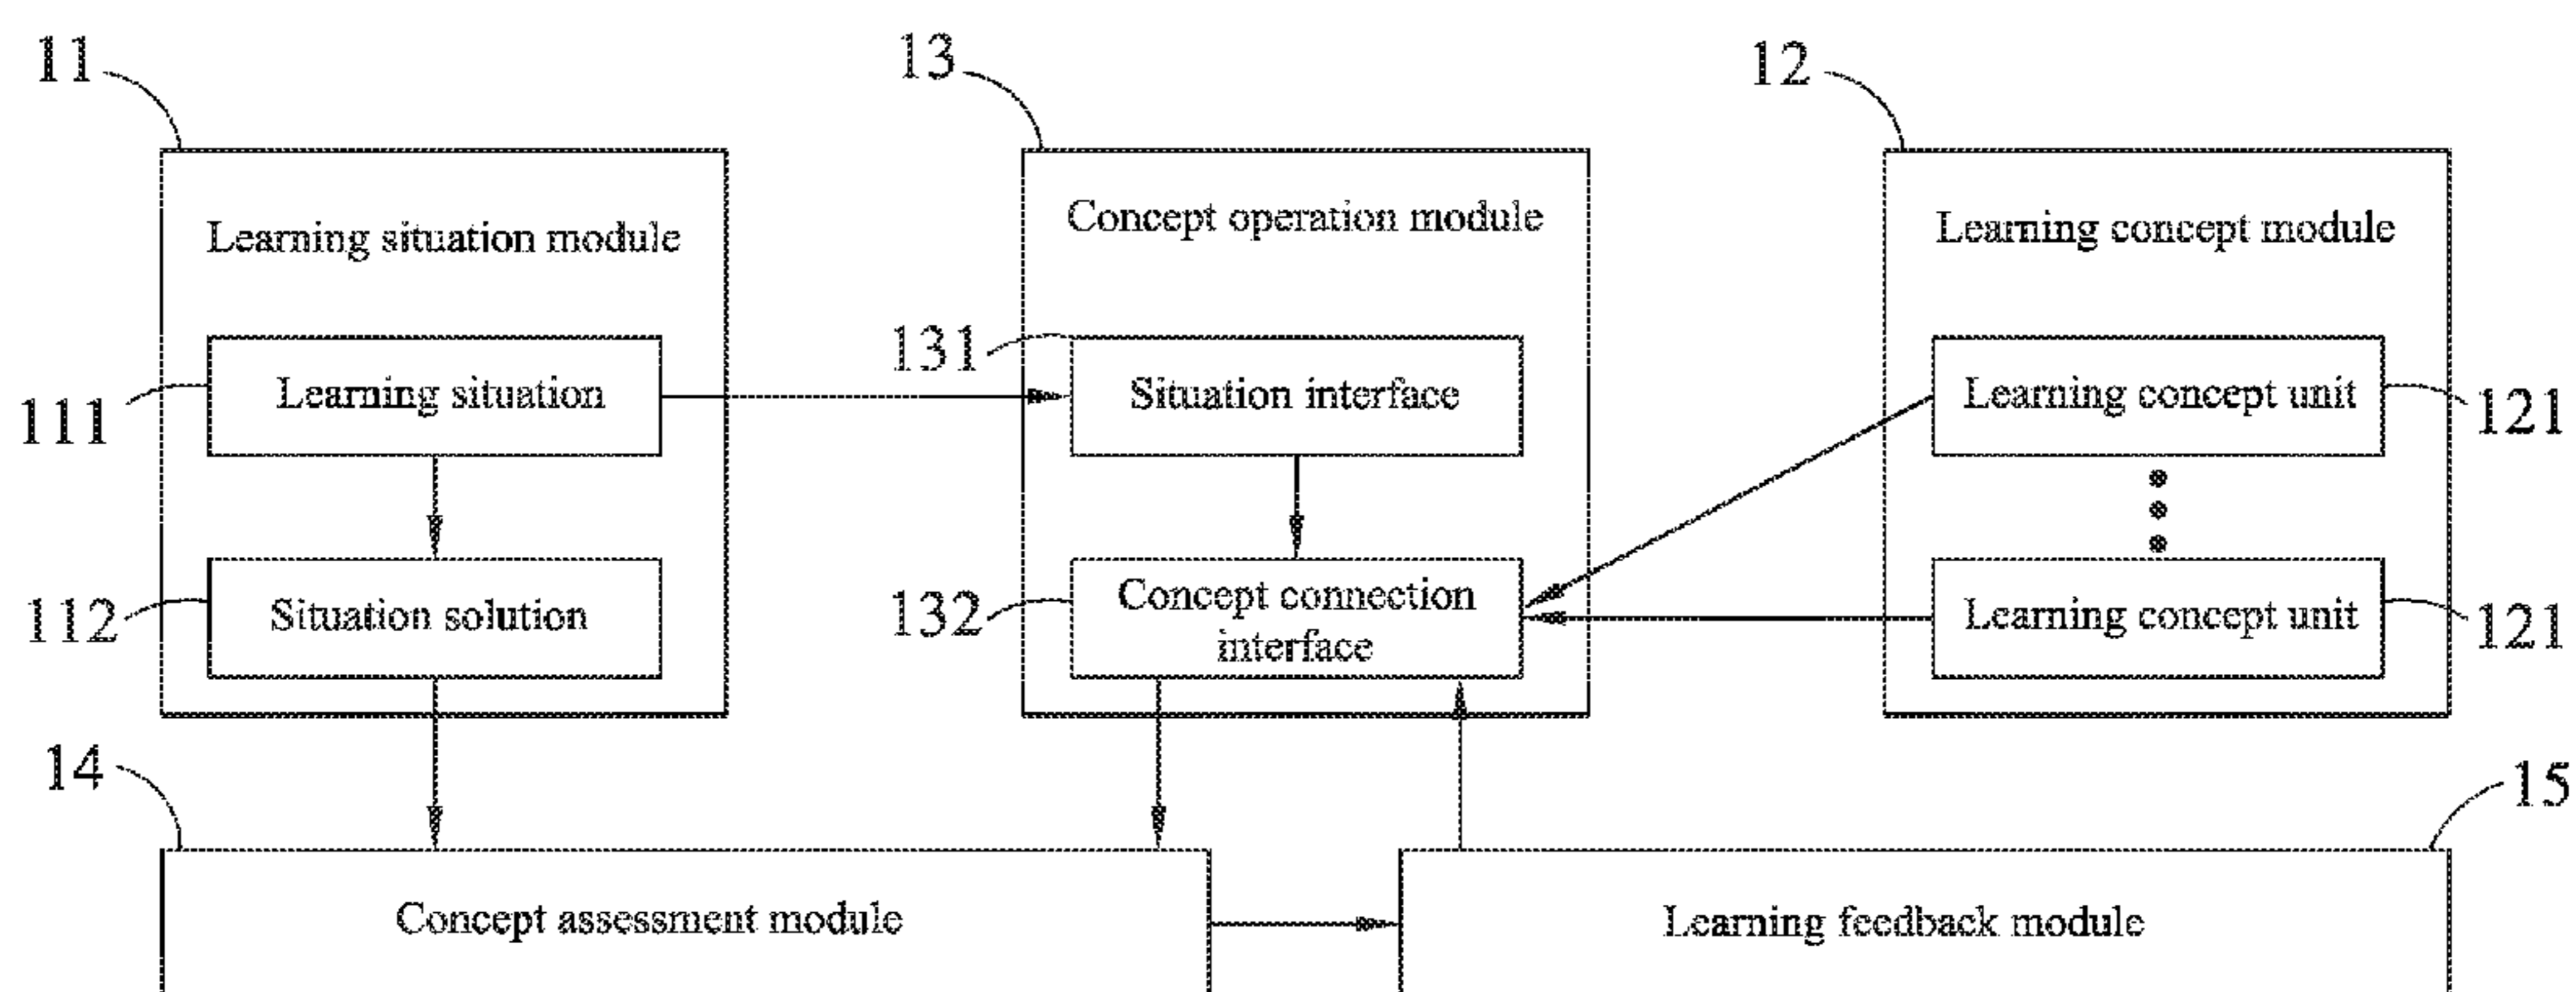 11
13
12
Learning situation module
Concept operation module
Learning concept module
131
111
Learning situation
Situation interface
Learning concept unit
121
112
Situation solution
132
Concept connection
interface
Learning concept unit
121
14
15
Concept assessment module
Learning feedback module